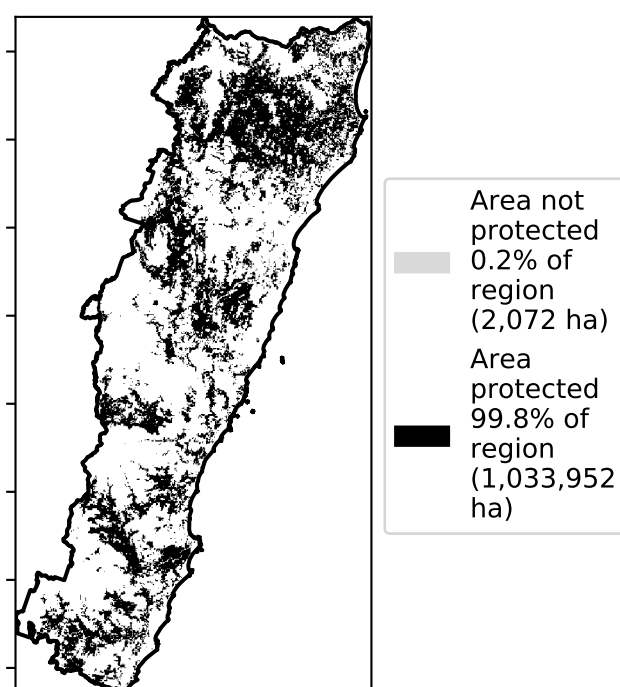 Area not
protected
0.2% of
region
(2,072 ha)
Area
protected
99.8% of
region
(1,033,952
ha)